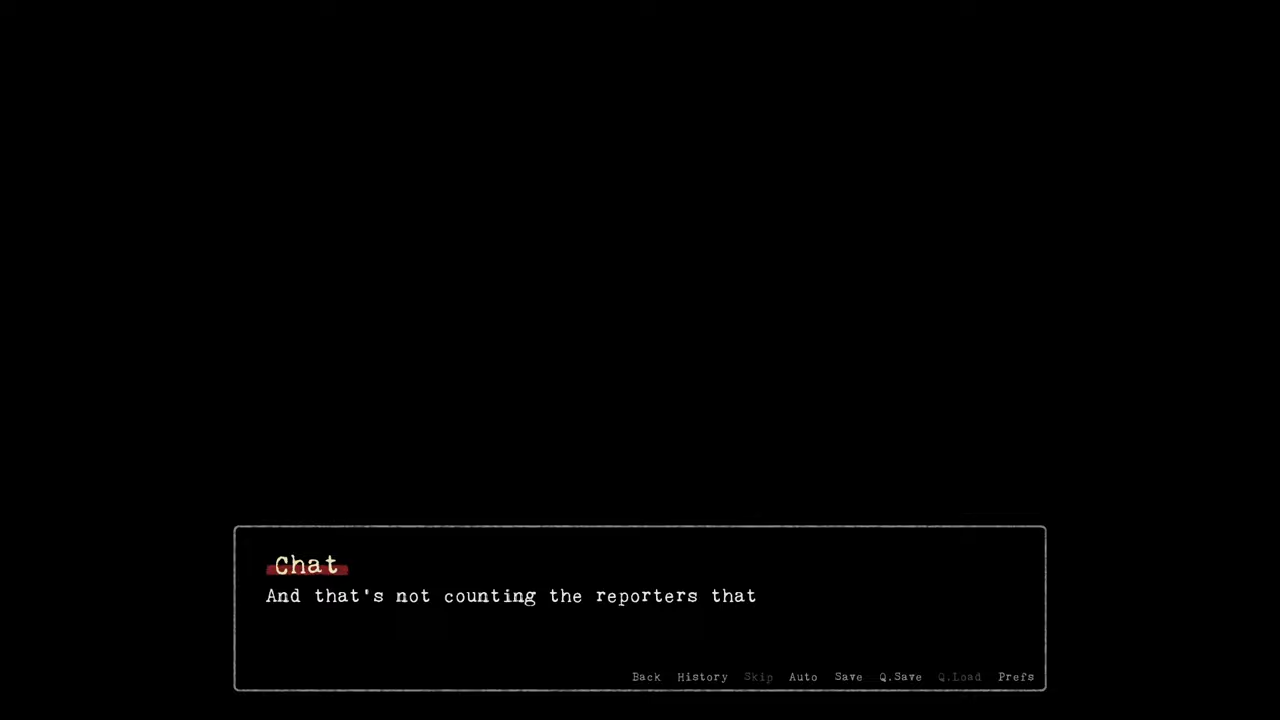 Chat
And that's not counting the reporters that
Back History Skip Auto Save Q.Save Q.Load Prefs